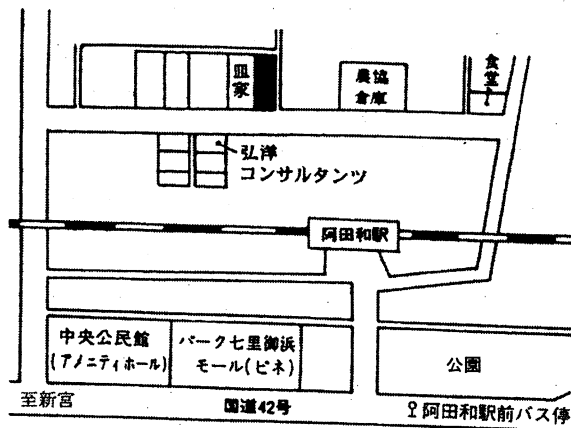 皿家
農協
倉庫
食堂
弘洋
コンサルタンツ
阿田和駅
中央公民館
(アメニティホール)
パーク七里御浜
モール(ピネ)
公園
至新宮
国道42号
阿田和駅前バス停